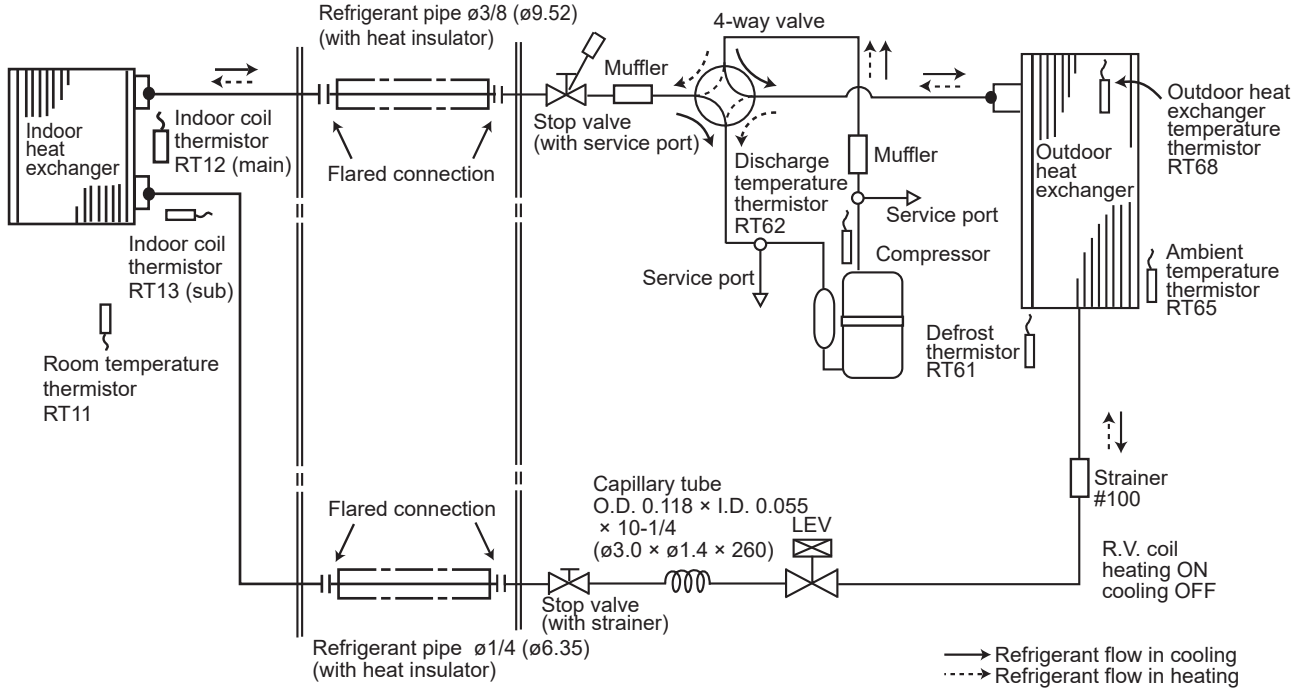 Refrigerant pipe ø3/8 (ø9.52)
(with heat insulator)
4-way valve
Muffler
Stop valve
(with service port)
Indoor
heat
exchanger
Indoor coil
thermistor
RT12 (main)
Flared connection
Indoor coil
thermistor
RT13 (sub)
Room temperature
thermistor
RT11
Discharge
temperature
thermistor
RT62
Muffler
Service port
Service port
Compressor
Outdoor
heat
exchanger
Outdoor heat
exchanger
temperature
thermistor
RT68
Ambient
temperature
thermistor
RT65
Defrost
thermistor
RT61
Flared connection
Capillary tube
O.D. 0.118 × I.D. 0.055
× 10-1/4
(ø3.0 × ø1.4 × 260)
LEV
Strainer
#100
R.V. coil
heating ON
cooling OFF
Stop valve
(with strainer)
Refrigerant pipe ø1/4 (ø6.35)
(with heat insulator)
Refrigerant flow in cooling
Refrigerant flow in heating